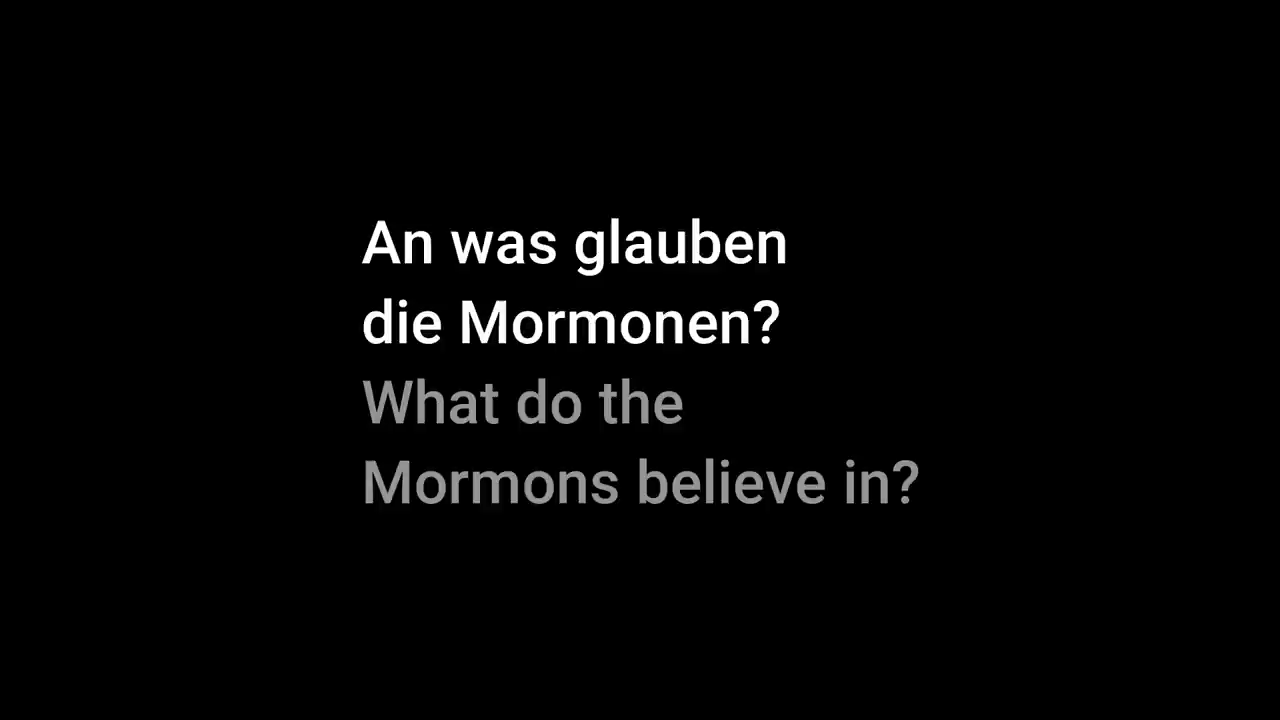 An was glauben
die Mormonen?
What do the
Mormons believe in?